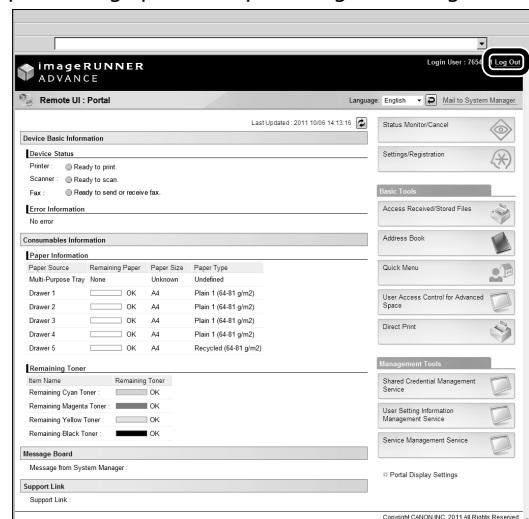 Login User : 7654 Log Out
imageRUNNER
ADVANCE
Remote UI : Portal
Language: English Mail to System Manager
Last Updated : 2011 10/06 14:13:16
Device Basic Information
Device Status
Printer : Ready to print.
Scanner : Ready to scan.
Fax : Ready to send or receive fax.
Error Information
No error
Consumables Information
Paper Information
Paper Source Remaining Paper Paper Size Paper Type
Multi-Purpose Tray None Unknown Undefined
Drawer 1 OK A4 Plain 1 (64-81 g/m2)
Drawer 2 OK A4 Plain 1 (64-81 g/m2)
Drawer 3 OK A4 Plain 1 (64-81 g/m2)
Drawer 4 OK A4 Plain 1 (64-81 g/m2)
Drawer 5 OK A4 Recycled (64-81 g/m2)
Remaining Toner
Item Name Remaining Toner
Remaining Cyan Toner : OK
Remaining Magenta Toner : OK
Remaining Yellow Toner : OK
Remaining Black Toner : OK
Message Board
Message from System Manager :
Support Link
Support Link :
Status Monitor/Cancel
Settings/Registration
Basic Tools
Access Received/Stored Files
Address Book
Quick Menu
User Access Control for Advanced
Space
Direct Print
Management Tools
Shared Credential Management
Service
User Setting Information
Management Service
Service Management Service
Portal Display Settings
Copyright CANON INC. 2011 All Rights Reserved